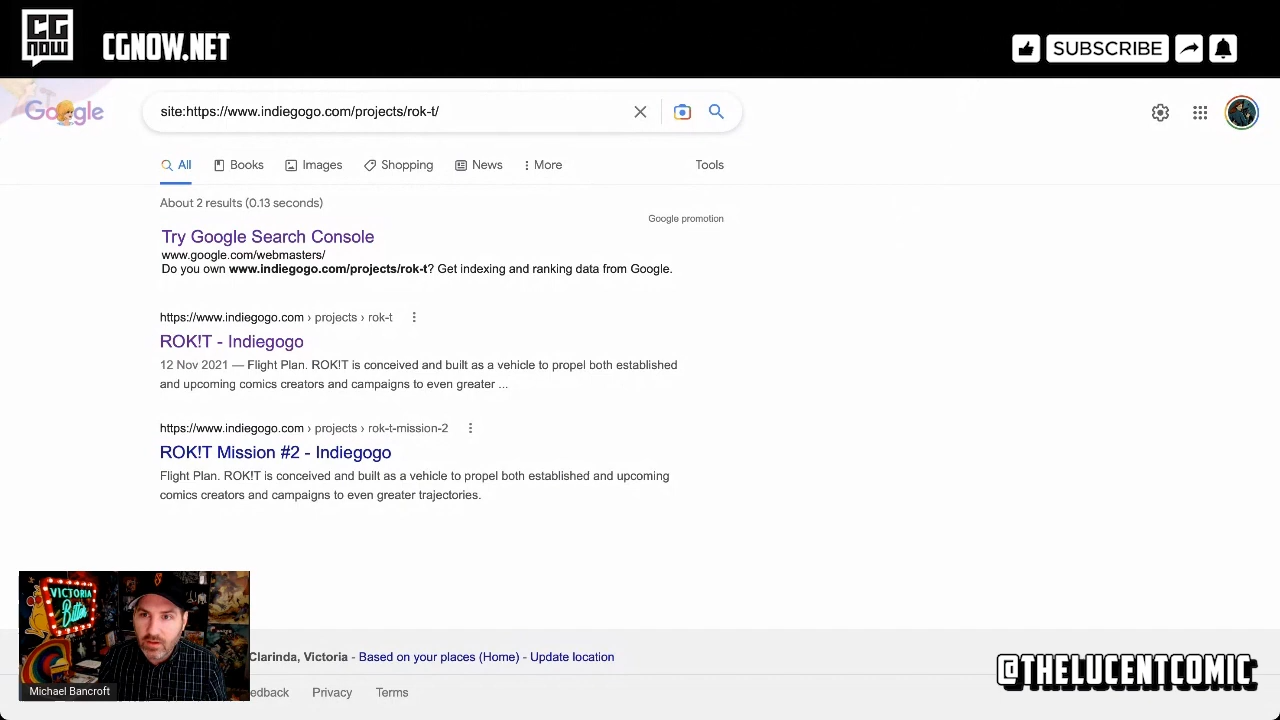 CG
NOW
CGNOW.NET
SUBSCRIBE
Google
site:https://www.indiegogo.com/projects/rok-t/
All
Books
Images
Shopping
News
More
Tools
About 2 results (0.13 seconds)
Google promotion
Try Google Search Console
www.google.com/webmasters/
Do you own www.indiegogo.com/projects/rok-t? Get indexing and ranking data from Google.
https://www.indiegogo.com › projects › rok-t
ROK!T - Indiegogo
12 Nov 2021 — Flight Plan. ROK!T is conceived and built as a vehicle to propel both established
and upcoming comics creators and campaigns to even greater ...
https://www.indiegogo.com › projects › rok-t-mission-2
ROK!T Mission #2 - Indiegogo
Flight Plan. ROK!T is conceived and built as a vehicle to propel both established and upcoming
comics creators and campaigns to even greater trajectories.
VICTORIA
Bitter
Michael Bancroft
Clarinda, Victoria - Based on your places (Home) - Update location
edback
Privacy
Terms
@THELUCENTCOMIC